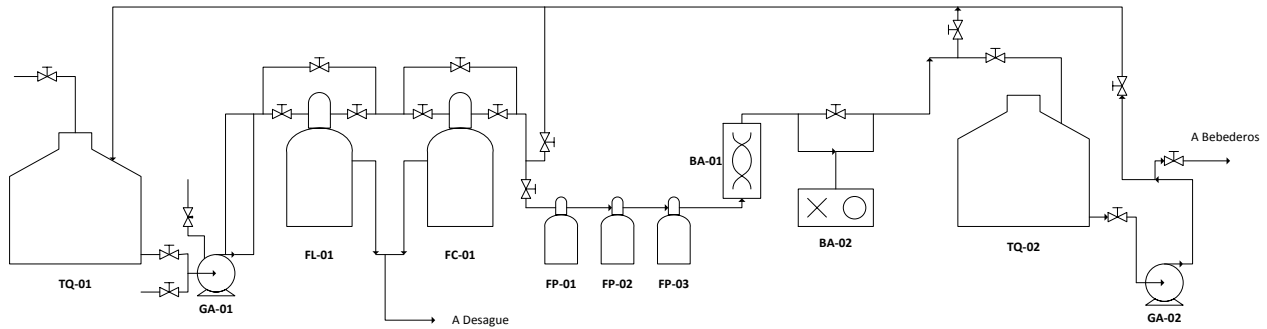 A Bebederos
BA-01
BA-02
TQ-02
FL-01
FC-01
TQ-01
FP-01
FP-02
FP-03
GA-01
GA-02
A Desague